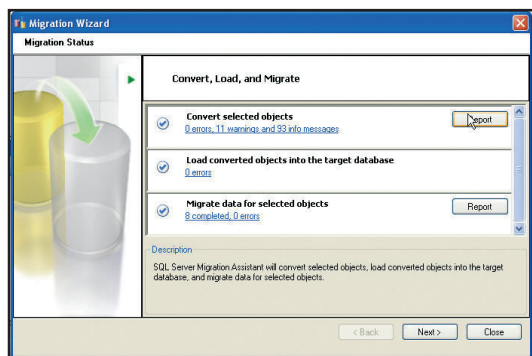 Migration Wizard
Migration Status
Convert, Load, and Migrate
Convert selected objects
0 errors, 11 warnings and 93 info messages
Report
Load converted objects into the target database
0 errors
Migrate data for selected objects
8 completed, 0 errors
Report
Description
SQL Server Migration Assistant will convert selected objects, load converted objects into the target
database, and migrate data for selected objects.
< Back
Next >
Close